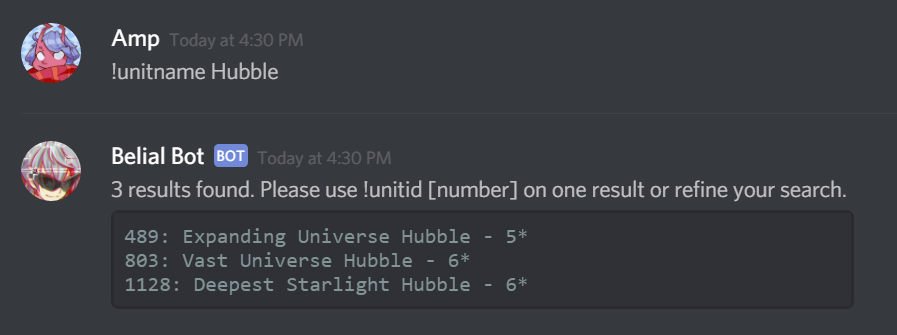 Amp Today at 4:30 PM
!unitname Hubble
Belial Bot BOT Today at 4:30 PM
3 results found. Please use !unitid [number] on one result or refine your search.
489: Expanding Universe Hubble - 5*
803: Vast Universe Hubble - 6*
1128: Deepest Starlight Hubble - 6*